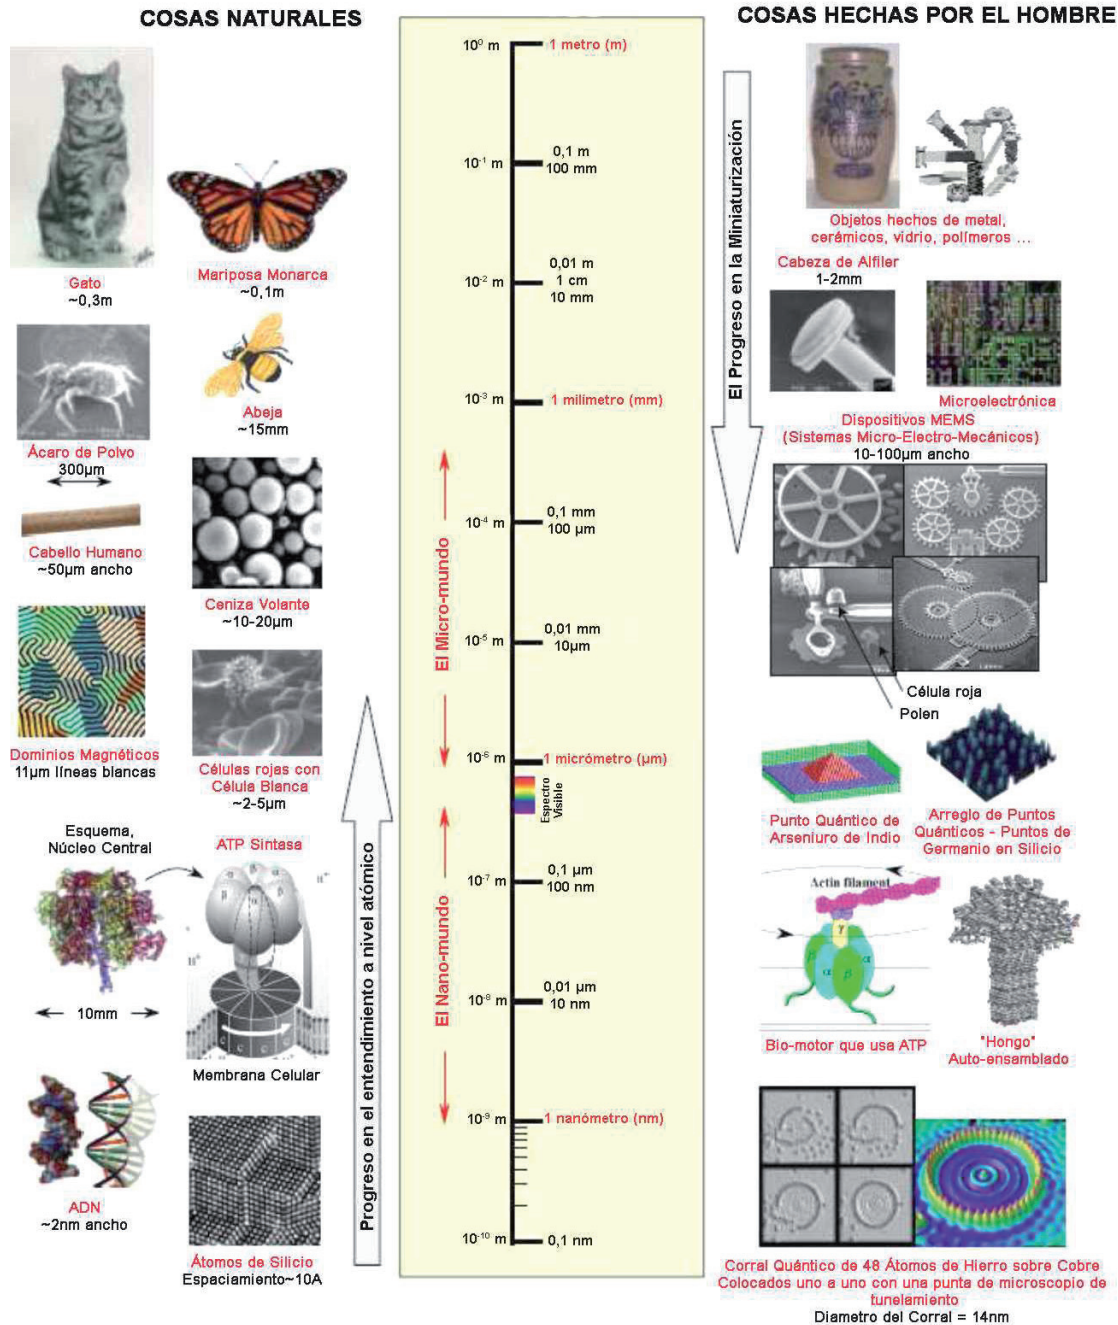 COSAS NATURALES
Gato
~0,3m
Mariposa Monarca
~0,1m
Ácaro de Polvo
300µm
Abeja
~15mm
Cabello Humano
~50µm ancho
Ceniza Volante
~10-20µm
Dominios Magnéticos
11µm líneas blancas
Células rojas con
Célula Blanca
~2-5µm
Esquema,
Núcleo Central
10mm
ATP Sintasa
Membrana Celular
ADN
~2nm ancho
Átomos de Silicio
Espaciamiento~10A
Progreso en el entendimiento a nivel atómico
10⁰ m
1 metro (m)
10⁻¹ m
0,1 m
100 mm
10⁻² m
0,01 m
1 cm
10 mm
10⁻³ m
1 milímetro (mm)
El Micro-mundo
10⁻⁴ m
0,1 mm
100 µm
10⁻⁵ m
0,01 mm
10µm
10⁻⁶ m
1 micrómetro (µm)
Espectro
Visible
El Nano-mundo
10⁻⁷ m
0,1 µm
100 nm
10⁻⁸ m
0,01 µm
10 nm
10⁻⁹ m
1 nanómetro (nm)
10⁻¹⁰ m
0,1 nm
COSAS HECHAS POR EL HOMBRE
El Progreso en la Miniaturización
Objetos hechos de metal,
cerámicos, vidrio, polímeros ...
Cabeza de Alfiler
1-2mm
Microelectrónica
Dispositivos MEMS
(Sistemas Micro-Electro-Mecánicos)
10-100µm ancho
Célula roja
Polen
Punto Quántico de
Arseniuro de Indio
Arreglo de Puntos
Quánticos - Puntos de
Germanio en Silicio
Actin filament
γ
β α β α
Bio-motor que usa ATP
"Hongo"
Auto-ensamblado
Corral Quántico de 48 Átomos de Hierro sobre Cobre
Colocados uno a uno con una punta de microscopio de
tunelamiento
Diametro del Corral = 14nm